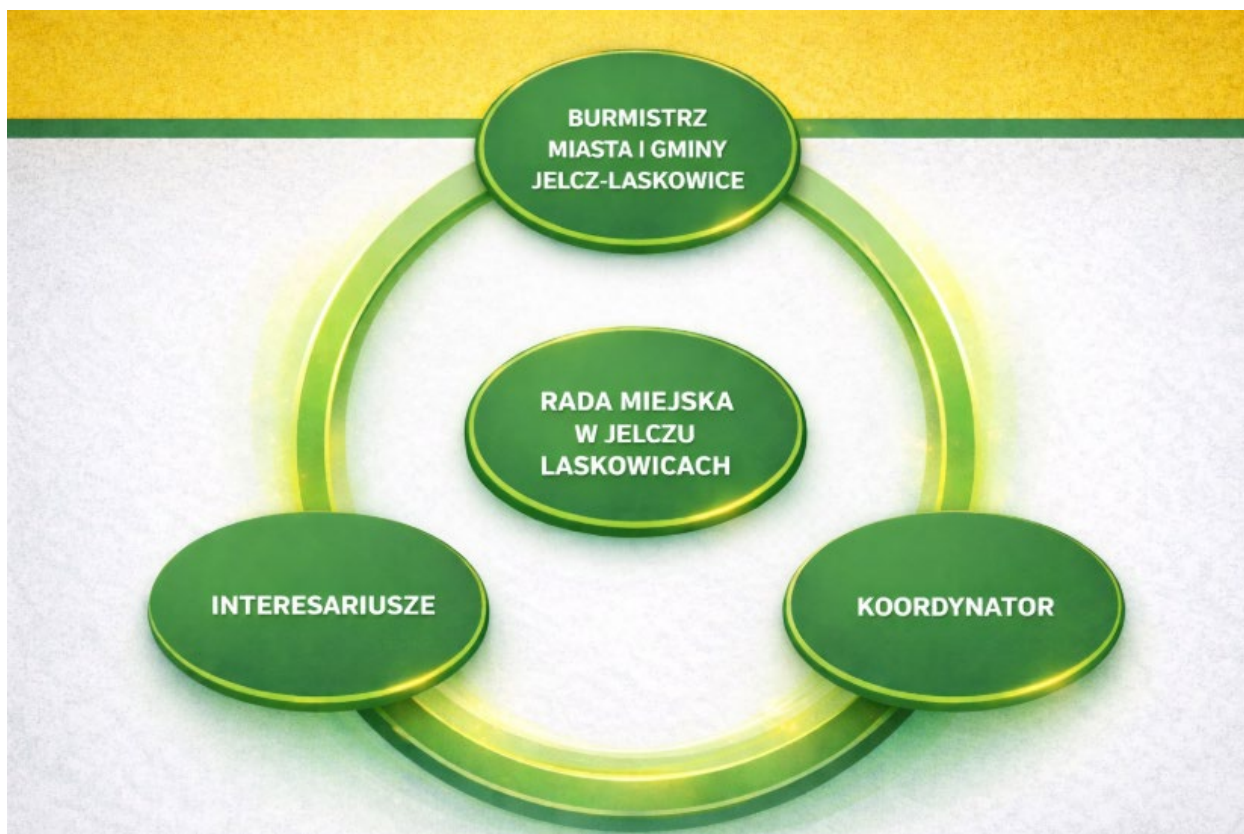 BURMISTRZ
MIASTA I GMINY
JELCZ-LASKOWICE
RADA MIEJSKA
W JELCZU
LASKOWICACH
INTERESARIUSZE
KOORDYNATOR